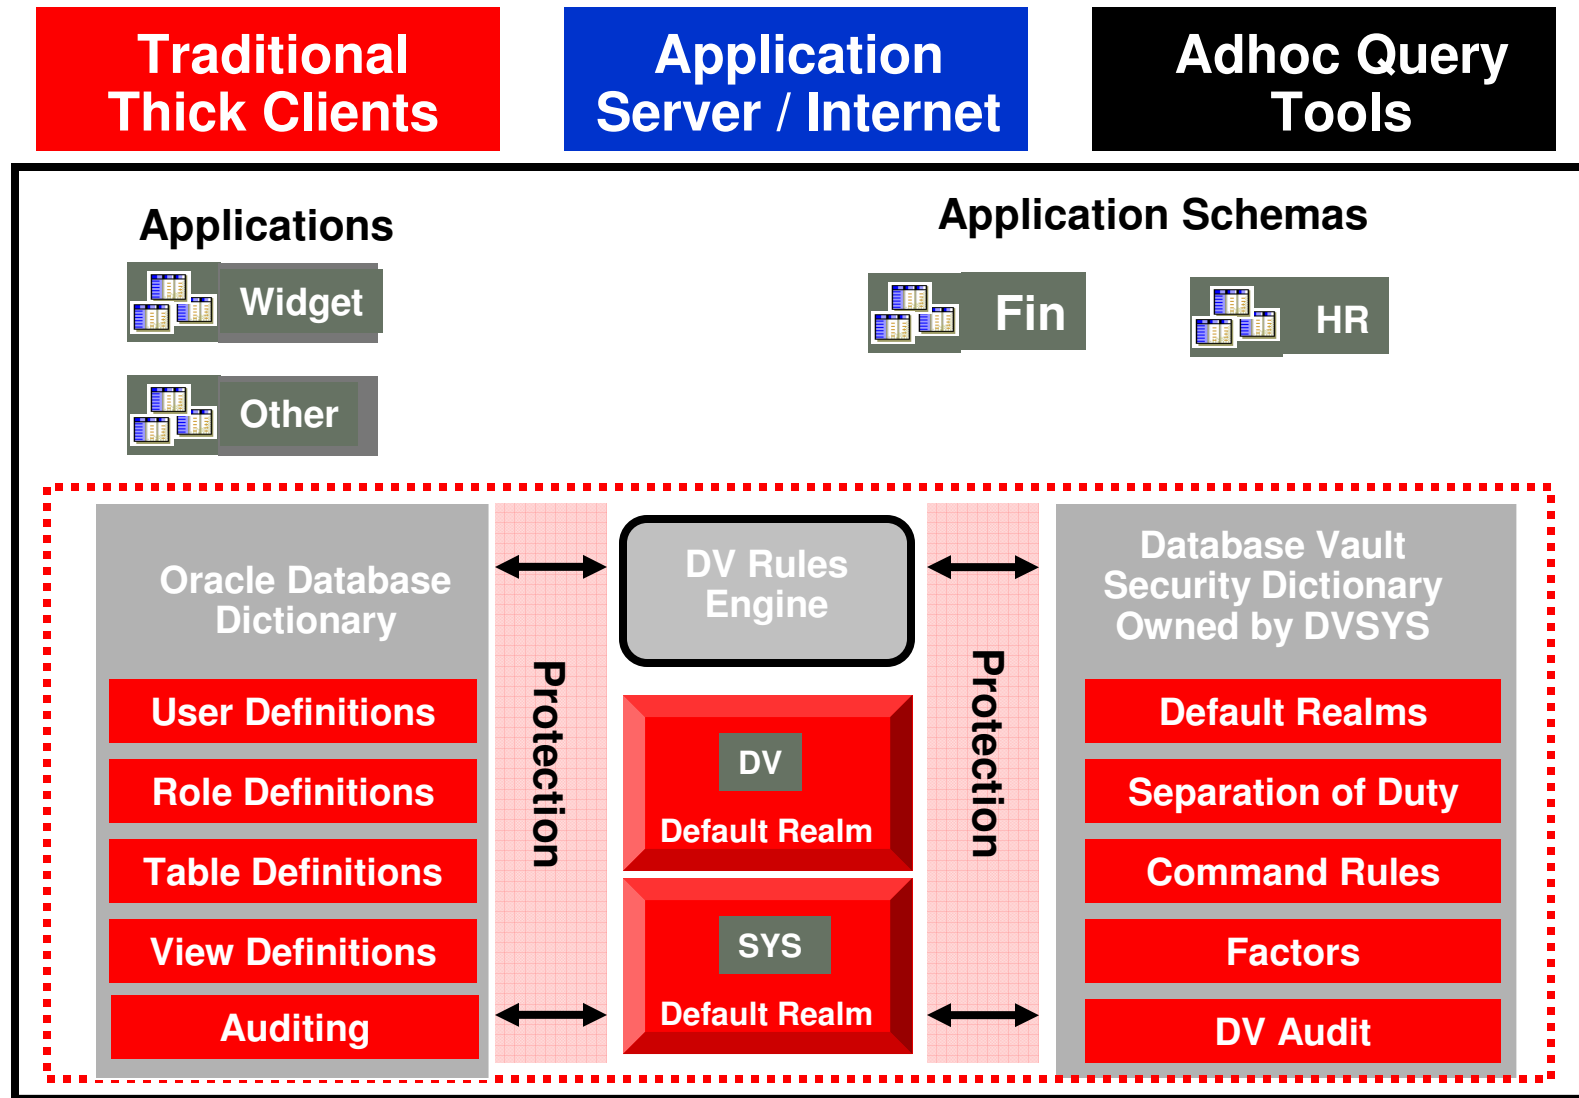 Traditional
Thick Clients
Application
Server / Internet
Adhoc Query
Tools
Applications
Widget
Other
Application Schemas
Fin
HR
Oracle Database
Dictionary
User Definitions
Role Definitions
Table Definitions
View Definitions
Auditing
Protection
DV Rules
Engine
DV
Default Realm
SYS
Default Realm
Protection
Database Vault
Security Dictionary
Owned by DVSYS
Default Realms
Separation of Duty
Command Rules
Factors
DV Audit